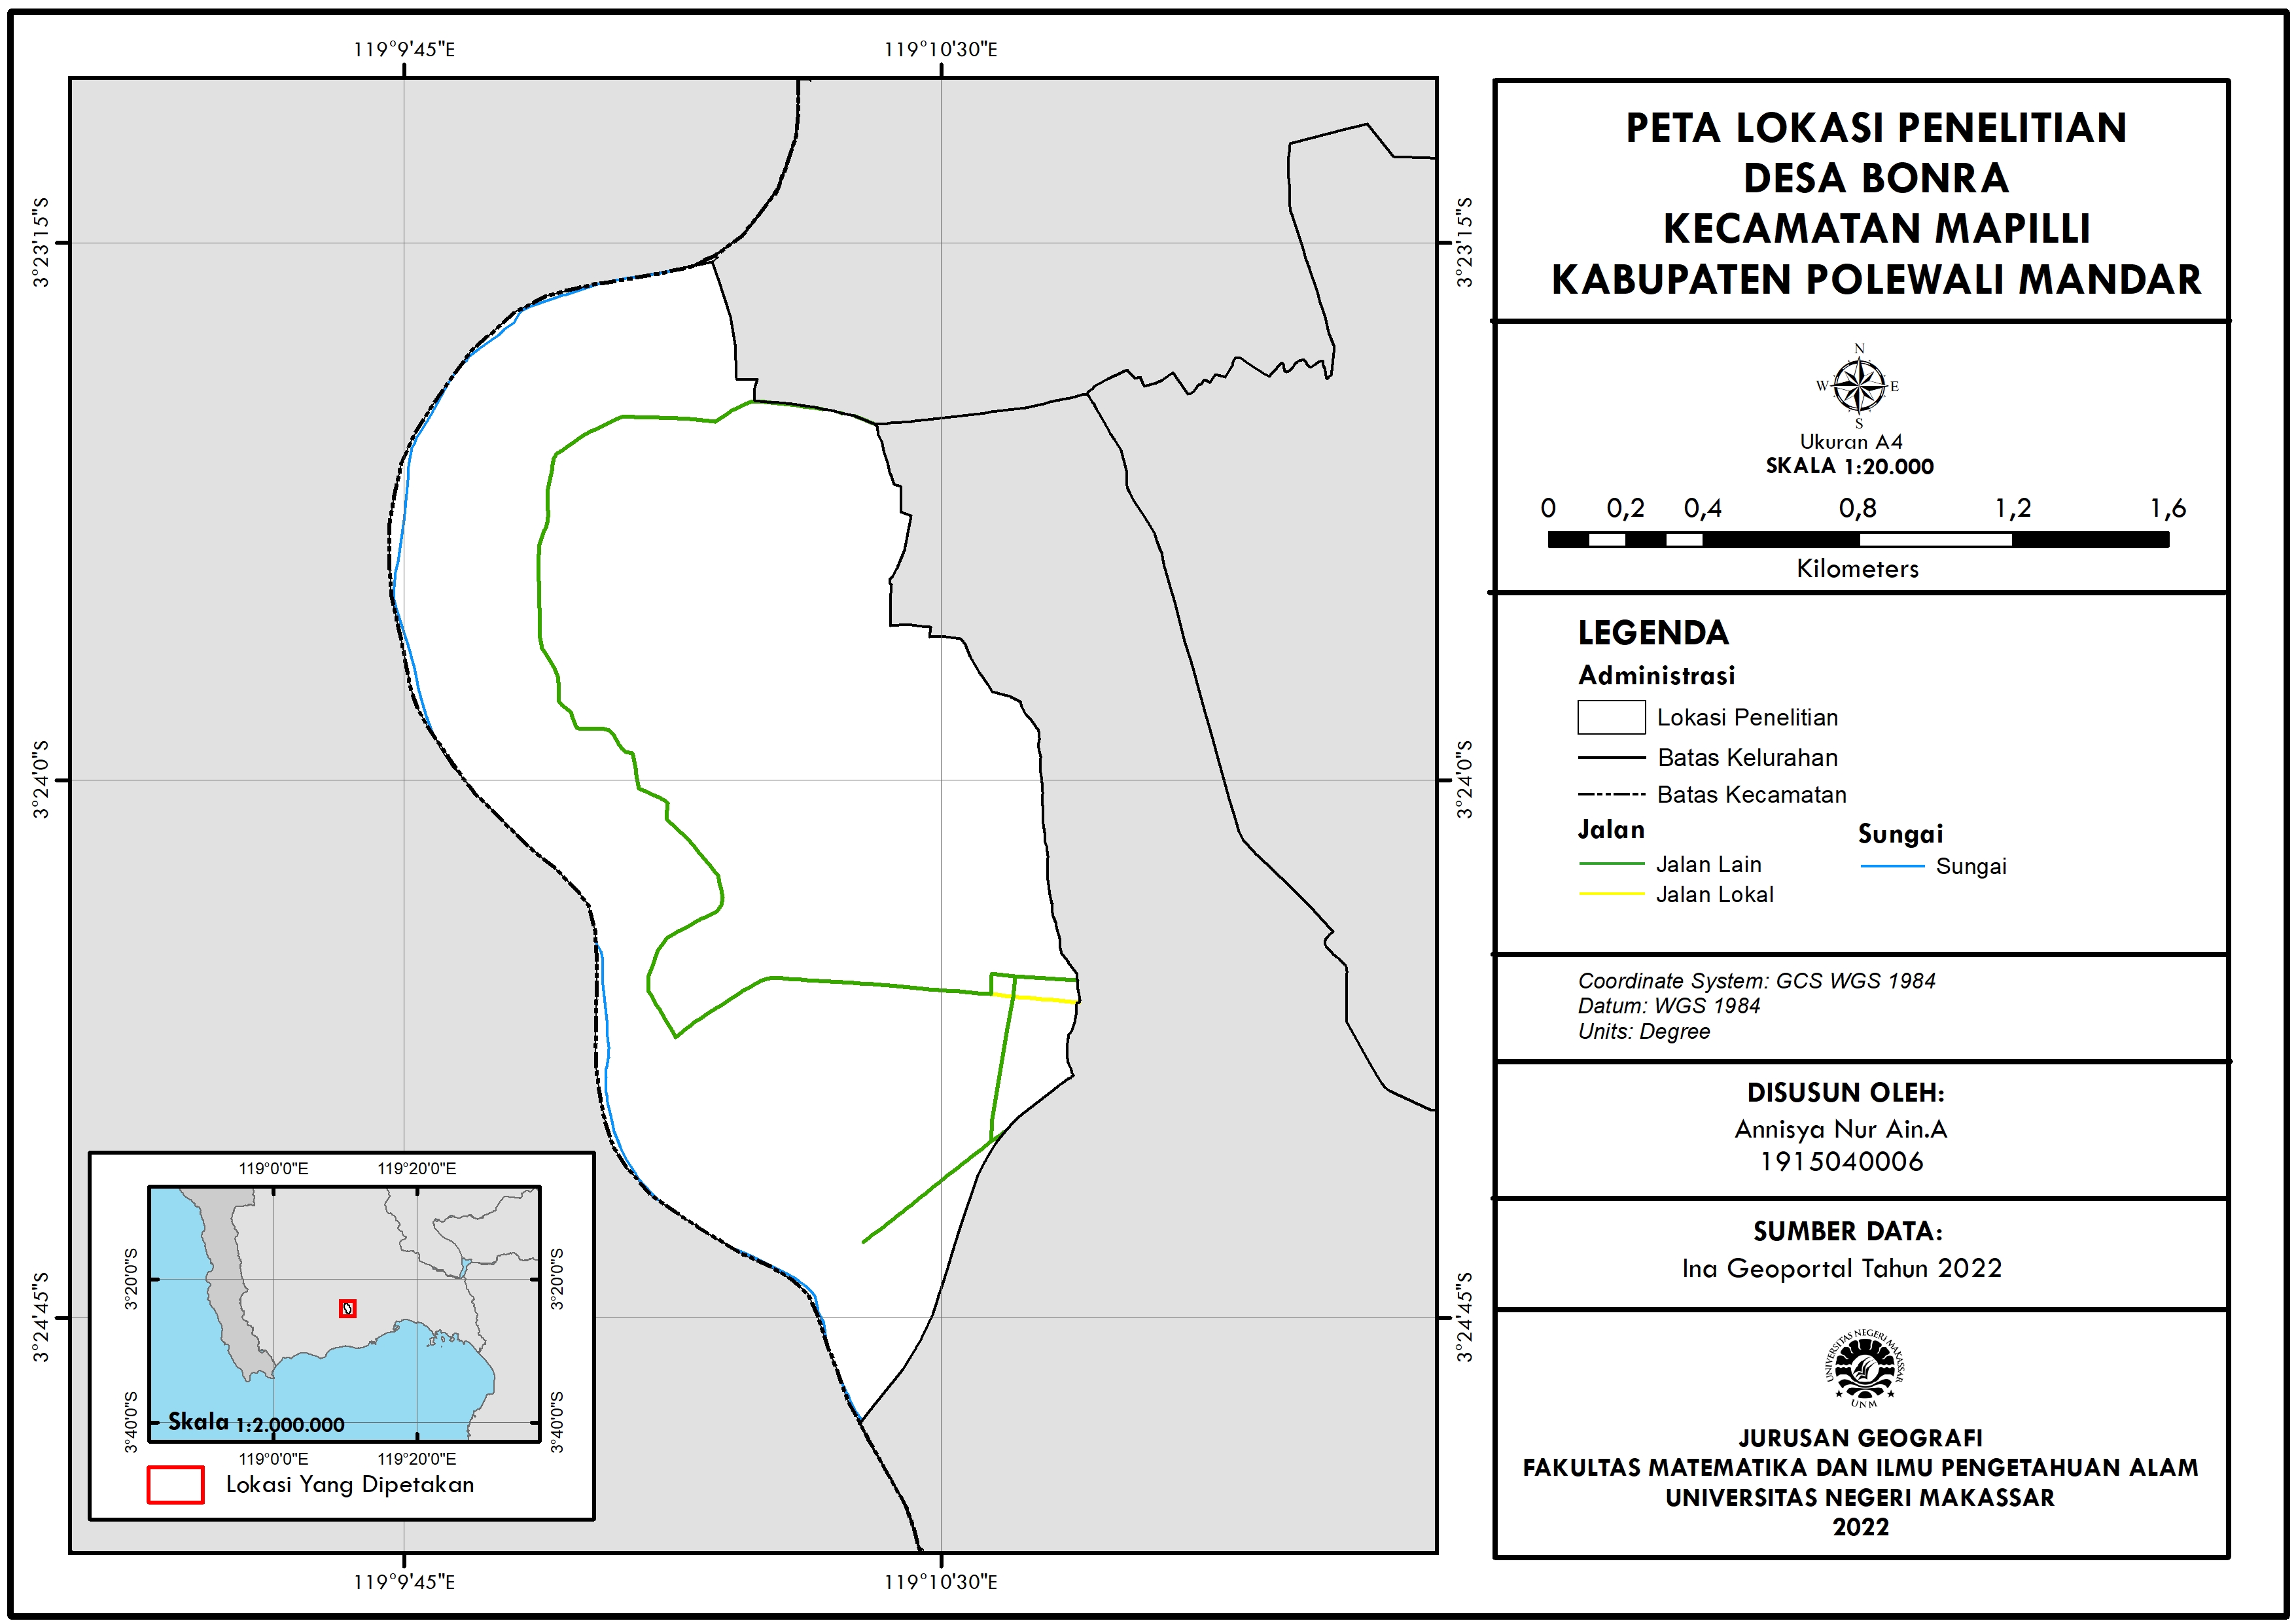 119°9'45"E
119°10'30"E
3°23'15"S
3°23'15"S
3°24'0"S
3°24'0"S
3°24'45"S
3°24'45"S
119°9'45"E
119°10'30"E
119°0'0"E
119°20'0"E
3°20'0"S
3°20'0"S
3°40'0"S
3°40'0"S
Skala 1:2.000.000
119°0'0"E
119°20'0"E
Lokasi Yang Dipetakan
PETA LOKASI PENELITIAN
DESA BONRA
KECAMATAN MAPILLI
KABUPATEN POLEWALI MANDAR
N
W
E
S
Ukuran A4
SKALA 1:20.000
0 0,2 0,4 0,8 1,2 1,6
Kilometers
LEGENDA
Administrasi
Lokasi Penelitian
Batas Kelurahan
Batas Kecamatan
Jalan
Jalan Lain
Jalan Lokal
Sungai
Sungai
Coordinate System: GCS WGS 1984
Datum: WGS 1984
Units: Degree
DISUSUN OLEH:
Annisya Nur Ain.A
1915040006
SUMBER DATA:
Ina Geoportal Tahun 2022
UNIVERSITAS NEGERI MAKASSAR
UNM
JURUSAN GEOGRAFI
FAKULTAS MATEMATIKA DAN ILMU PENGETAHUAN ALAM
UNIVERSITAS NEGERI MAKASSAR
2022